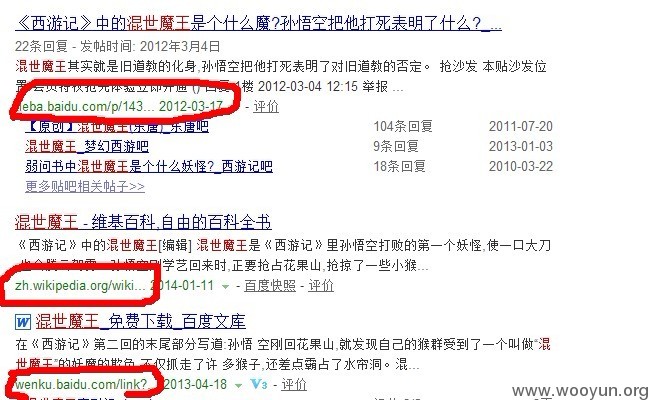 《西游记》中的混世魔王是个什么魔?孙悟空把他打死表明了什么?_...
22条回复 - 发帖时间: 2012年3月4日
混世魔王其实就是旧道教的化身,孙悟空把他打死表明了对旧道教的否定。 抢沙发 本贴沙发位
() 1楼 2012-03-04 12:15 举报 ...
ieba.baidu.com/p/143... 2012-03-17 - 评价
【原创】混世魔王(乐唐)_乐唐吧 104条回复 2011-07-20
混世魔王_梦幻西游吧 9条回复 2013-01-03
弱问书中混世魔王是个什么妖怪?_西游记吧 18条回复 2010-03-22
更多贴吧相关帖子>>
混世魔王 - 维基百科,自由的百科全书
《西游记》中的混世魔王[编辑] 混世魔王是《西游记》里孙悟空打败的第一个妖怪,使一口大刀
学艺回来时,正要抢占花果山,抢掠了一些小猴...
zh.wikipedia.org/wiki... 2014-01-11 - 百度快照 - 评价
W 混世魔王_免费下载_百度文库
在《西游记》第二回的末尾部分写道:孙悟 空刚回花果山,就发现自己的猴群受到了一个叫做“混
世魔王”的妖魔的欺负,不仅抓走了许 多猴子,还差点霸占了水帘洞。混...
wenku.baidu.com/link?... 2013-04-18 - V3 - 评价
www.wooyun.org